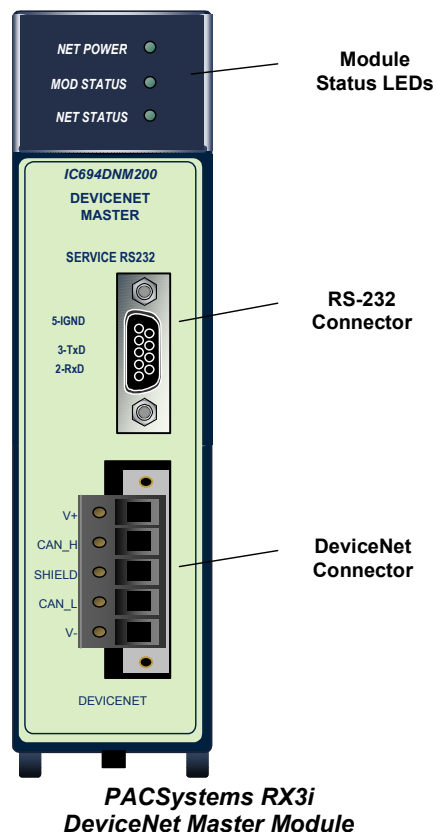 NET POWER
MOD STATUS
NET STATUS
Module
Status LEDs
IC694DNM200
DEVICENET
MASTER
SERVICE RS232
5-IGND
3-TxD
2-RxD
RS-232
Connector
V+
CAN_H
SHIELD
CAN_L
V-
DeviceNet
Connector
DEVICENET
PACSystems RX3i
DeviceNet Master Module